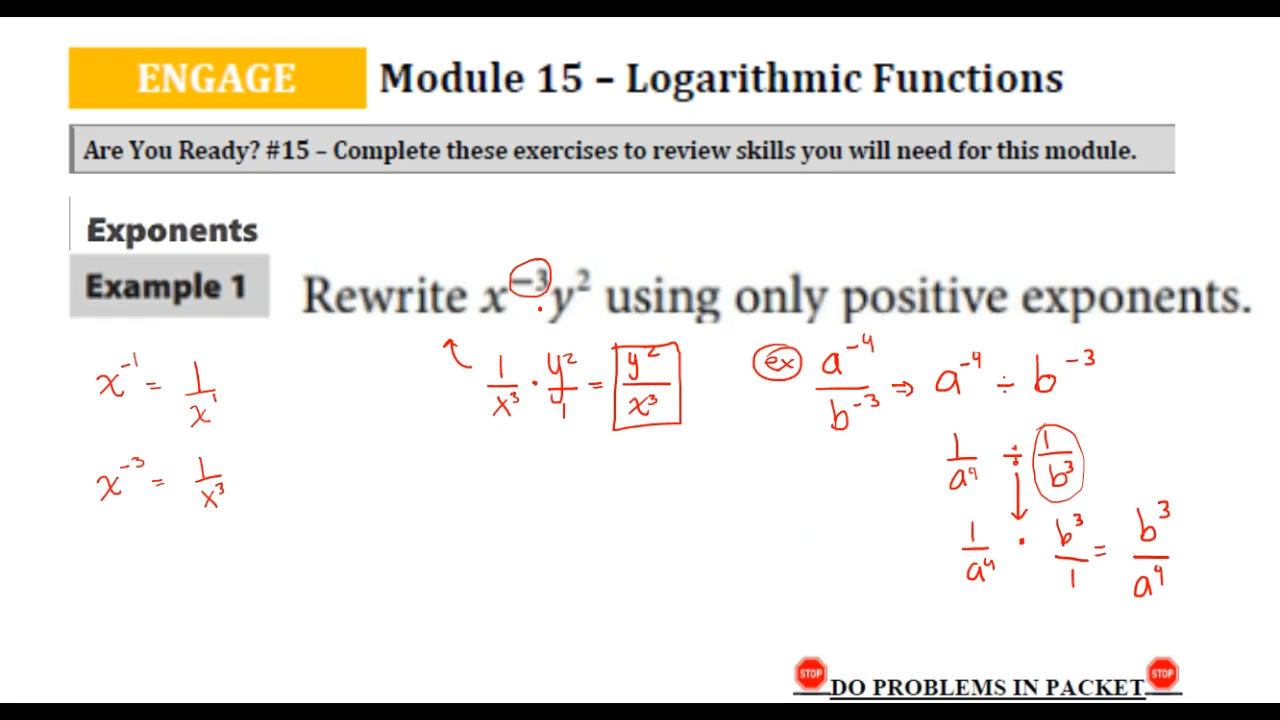 ENGAGE Module 15 – Logarithmic Functions
Are You Ready? #15 – Complete these exercises to review skills you will need for this module.
Exponents
Example 1 Rewrite x⁻³y² using only positive exponents.
x⁻¹ = 1/x¹
x⁻³ = 1/x³
1/x³ · y²/1 = y²/x³
ex a⁻⁴/b⁻³ ⇒ a⁻⁴ ÷ b⁻³
1/a⁴ ÷ 1/b³
1/a⁴ · b³/1 = b³/a⁴
STOP DO PROBLEMS IN PACKET STOP